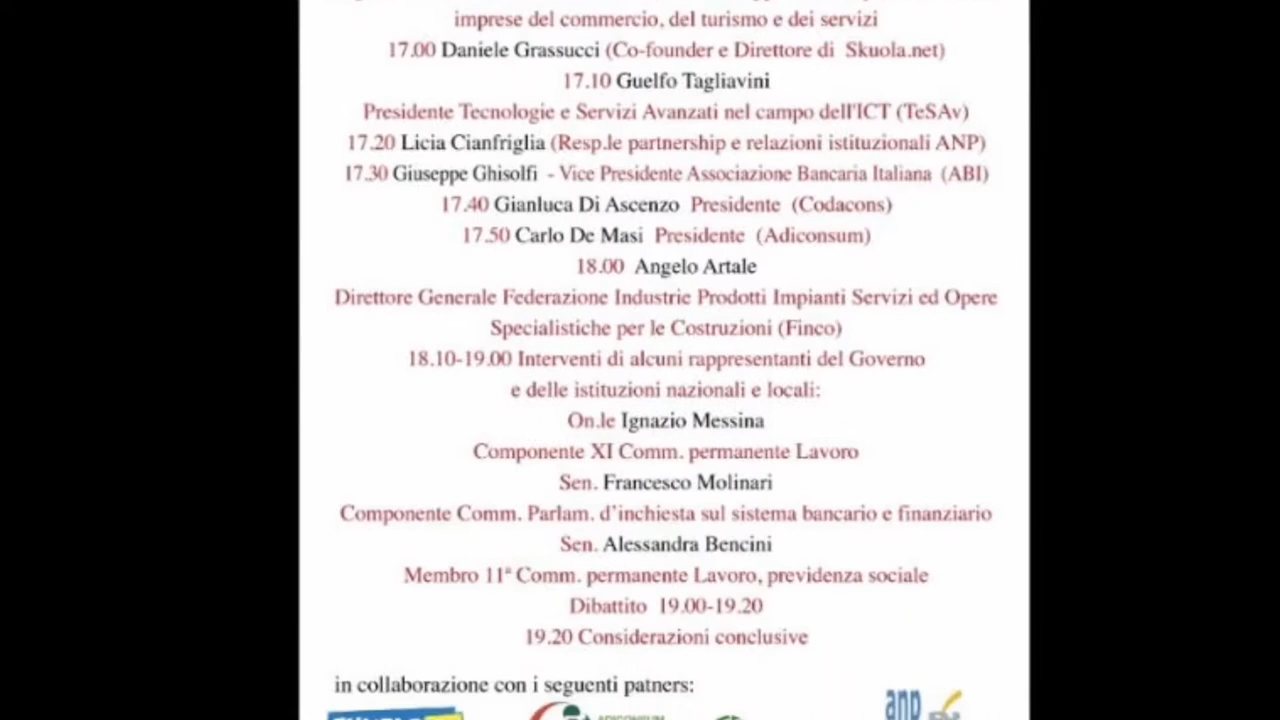 imprese del commercio, del turismo e dei servizi
17.00 Daniele Grassucci (Co-founder e Direttore di Skuola.net)
17.10 Guelfo Tagliavini
Presidente Tecnologie e Servizi Avanzati nel campo dell'ICT (TeSAv)
17.20 Licia Cianfriglia (Resp.le partnership e relazioni istituzionali ANP)
17.30 Giuseppe Ghisolfi - Vice Presidente Associazione Bancaria Italiana (ABI)
17.40 Gianluca Di Ascenzo Presidente (Codacons)
17.50 Carlo De Masi Presidente (Adiconsum)
18.00 Angelo Artale
Direttore Generale Federazione Industrie Prodotti Impianti Servizi ed Opere
Specialistiche per le Costruzioni (Finco)
18.10-19.00 Interventi di alcuni rappresentanti del Governo
e delle istituzioni nazionali e locali:
On.le Ignazio Messina
Componente XI Comm. permanente Lavoro
Sen. Francesco Molinari
Componente Comm. Parlam. d'inchiesta sul sistema bancario e finanziario
Sen. Alessandra Bencini
Membro 11ª Comm. permanente Lavoro, previdenza sociale
Dibattito 19.00-19.20
19.20 Considerazioni conclusive
in collaborazione con i seguenti patners:
ADICONSUM
anp